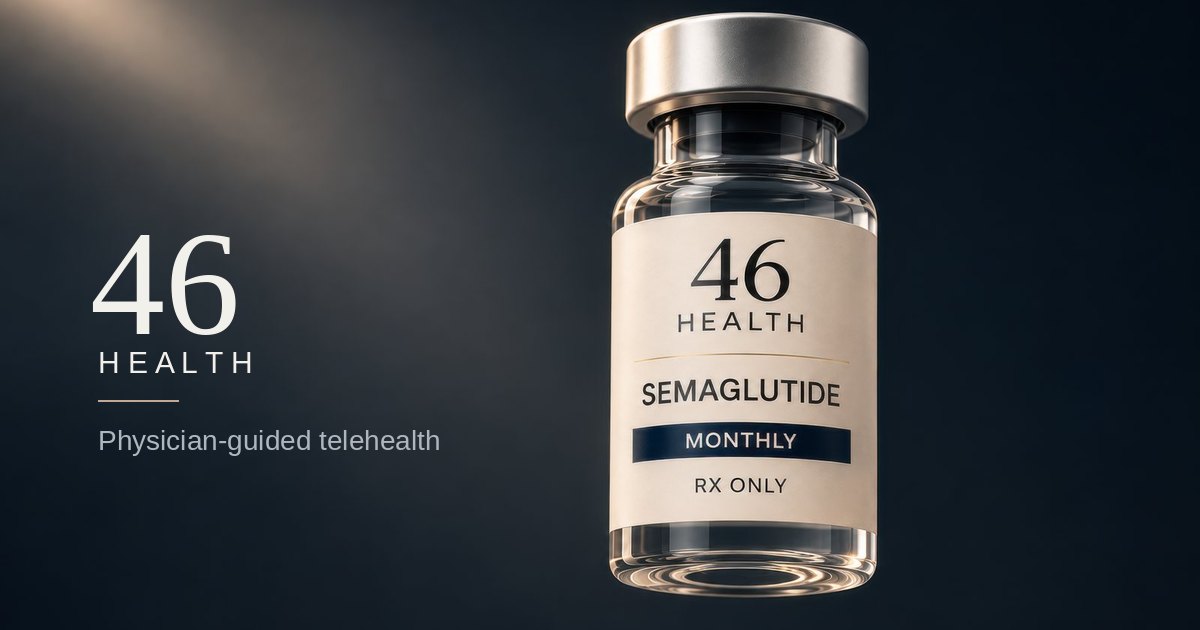 46
HEALTH
Physician-guided telehealth
46
HEALTH
SEMAGLUTIDE
MONTHLY
RX ONLY